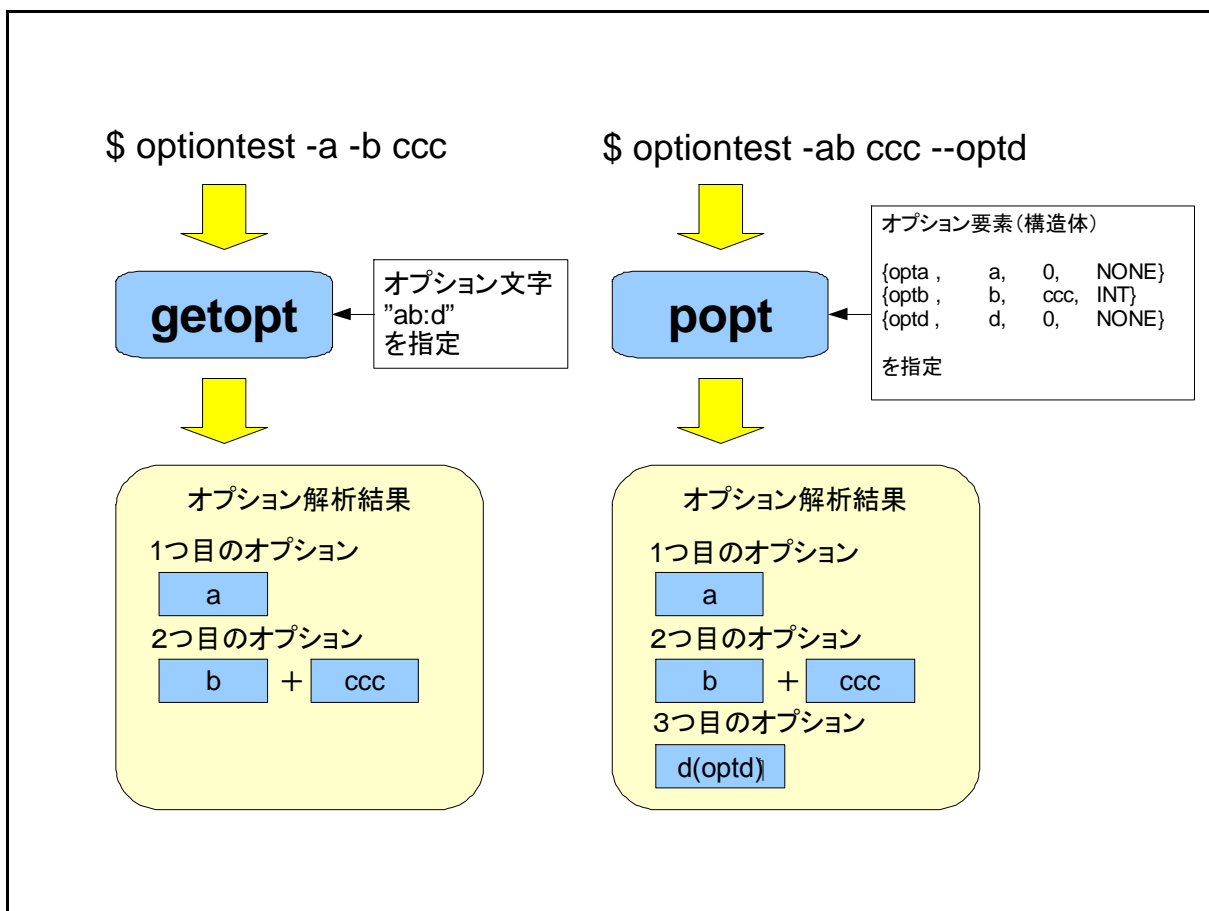 $ optiontest -a -b ccc
getopt
オプション文字
”ab:d”
を指定
オプション解析結果
1つ目のオプション
a
２つ目のオプション
b + ccc
$ optiontest -ab ccc --optd
popt
オプション要素（構造体）
{opta , a, 0, NONE}
{optb , b, ccc, INT}
{optd , d, 0, NONE}
を指定
オプション解析結果
1つ目のオプション
a
２つ目のオプション
b + ccc
３つ目のオプション
d(optd)